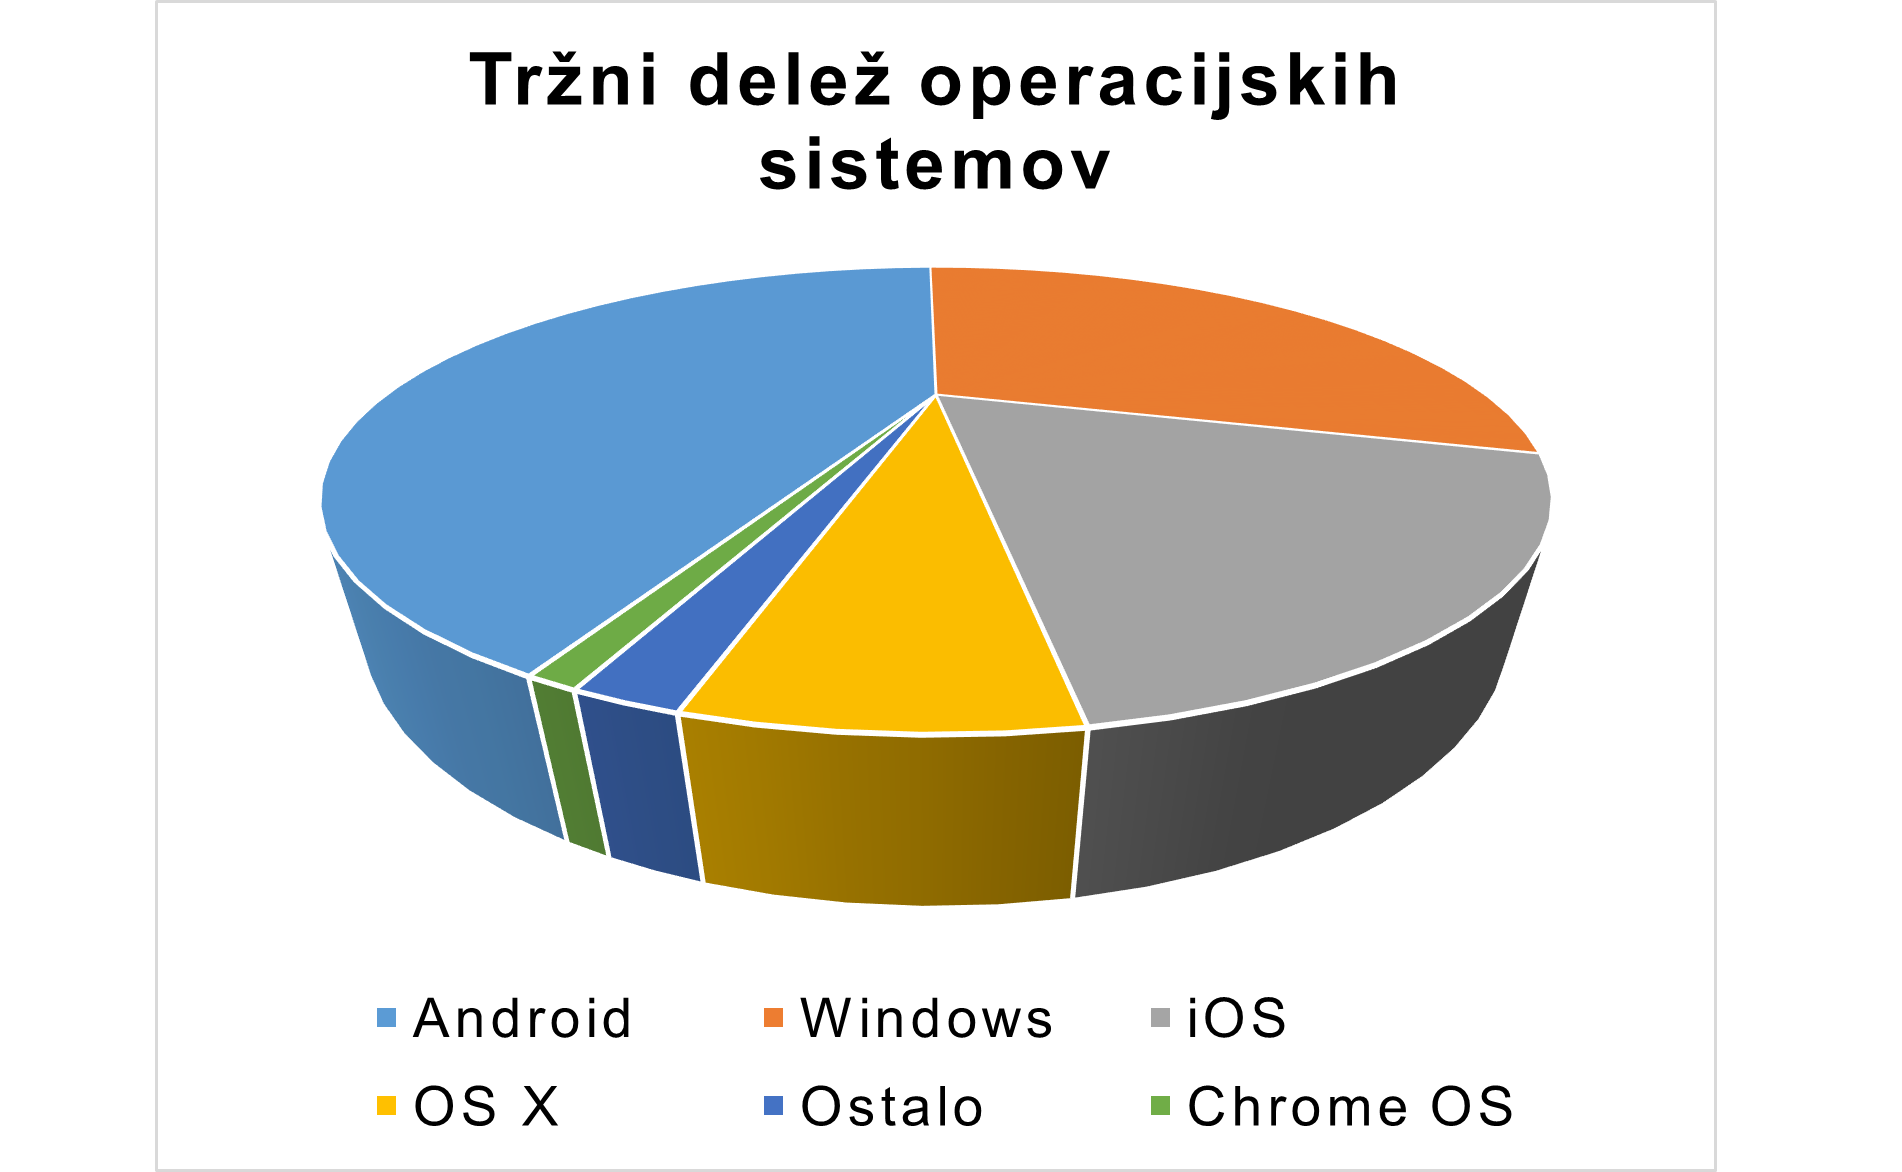 Tržni delež operacijskih
sistemov
Android Windows iOS
OS X Ostalo Chrome OS